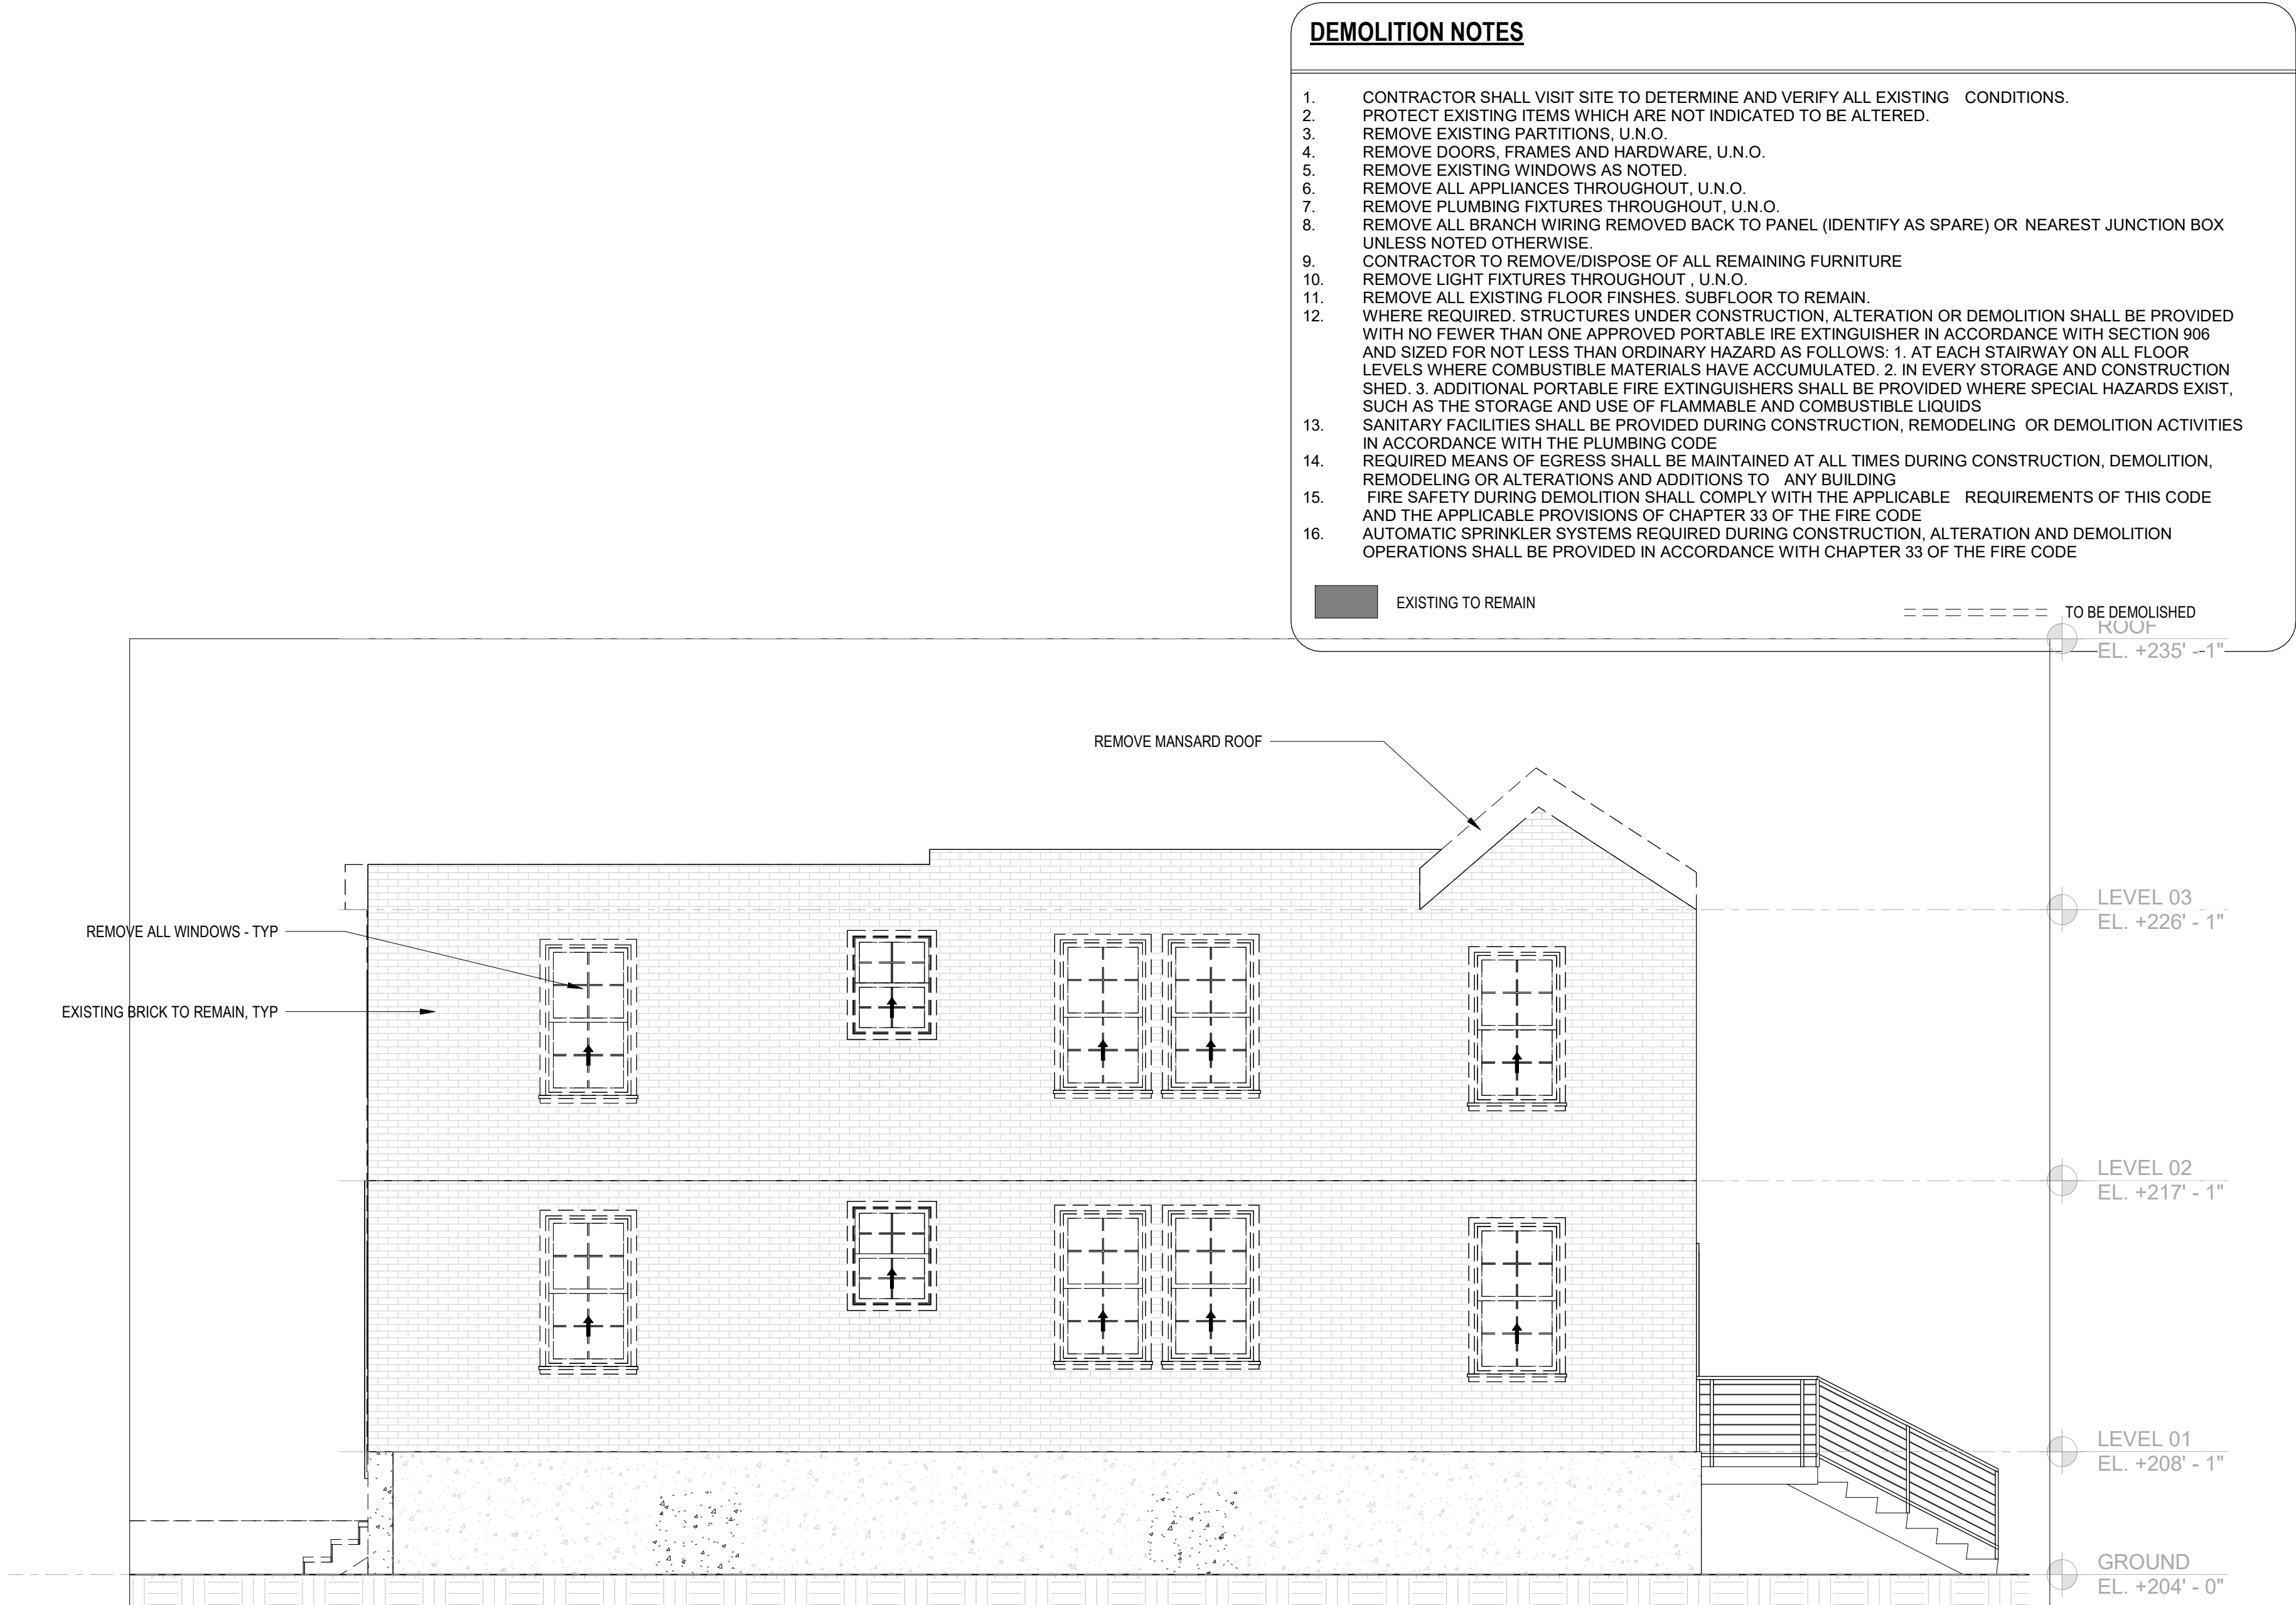 DEMOLITION NOTES
1. CONTRACTOR SHALL VISIT SITE TO DETERMINE AND VERIFY ALL EXISTING CONDITIONS.
2. PROTECT EXISTING ITEMS WHICH ARE NOT INDICATED TO BE ALTERED.
3. REMOVE EXISTING PARTITIONS, U.N.O.
4. REMOVE DOORS, FRAMES AND HARDWARE, U.N.O.
5. REMOVE EXISTING WINDOWS AS NOTED.
6. REMOVE ALL APPLIANCES THROUGHOUT, U.N.O.
7. REMOVE PLUMBING FIXTURES THROUGHOUT, U.N.O.
8. REMOVE ALL BRANCH WIRING REMOVED BACK TO PANEL (IDENTIFY AS SPARE) OR NEAREST JUNCTION BOX
UNLESS NOTED OTHERWISE.
9. CONTRACTOR TO REMOVE/DISPOSE OF ALL REMAINING FURNITURE
10. REMOVE LIGHT FIXTURES THROUGHOUT , U.N.O.
11. REMOVE ALL EXISTING FLOOR FINSHES. SUBFLOOR TO REMAIN.
12. WHERE REQUIRED. STRUCTURES UNDER CONSTRUCTION, ALTERATION OR DEMOLITION SHALL BE PROVIDED
WITH NO FEWER THAN ONE APPROVED PORTABLE IRE EXTINGUISHER IN ACCORDANCE WITH SECTION 906
AND SIZED FOR NOT LESS THAN ORDINARY HAZARD AS FOLLOWS: 1. AT EACH STAIRWAY ON ALL FLOOR
LEVELS WHERE COMBUSTIBLE MATERIALS HAVE ACCUMULATED. 2. IN EVERY STORAGE AND CONSTRUCTION
SHED. 3. ADDITIONAL PORTABLE FIRE EXTINGUISHERS SHALL BE PROVIDED WHERE SPECIAL HAZARDS EXIST,
SUCH AS THE STORAGE AND USE OF FLAMMABLE AND COMBUSTIBLE LIQUIDS
13. SANITARY FACILITIES SHALL BE PROVIDED DURING CONSTRUCTION, REMODELING OR DEMOLITION ACTIVITIES
IN ACCORDANCE WITH THE PLUMBING CODE
14. REQUIRED MEANS OF EGRESS SHALL BE MAINTAINED AT ALL TIMES DURING CONSTRUCTION, DEMOLITION,
REMODELING OR ALTERATIONS AND ADDITIONS TO ANY BUILDING
15. FIRE SAFETY DURING DEMOLITION SHALL COMPLY WITH THE APPLICABLE REQUIREMENTS OF THIS CODE
AND THE APPLICABLE PROVISIONS OF CHAPTER 33 OF THE FIRE CODE
16. AUTOMATIC SPRINKLER SYSTEMS REQUIRED DURING CONSTRUCTION, ALTERATION AND DEMOLITION
OPERATIONS SHALL BE PROVIDED IN ACCORDANCE WITH CHAPTER 33 OF THE FIRE CODE
EXISTING TO REMAIN
TO BE DEMOLISHED
ROOF
EL. +235' - 1"
REMOVE MANSARD ROOF
LEVEL 03
EL. +226' - 1"
REMOVE ALL WINDOWS - TYP
EXISTING BRICK TO REMAIN, TYP
LEVEL 02
EL. +217' - 1"
LEVEL 01
EL. +208' - 1"
GROUND
EL. +204' - 0"